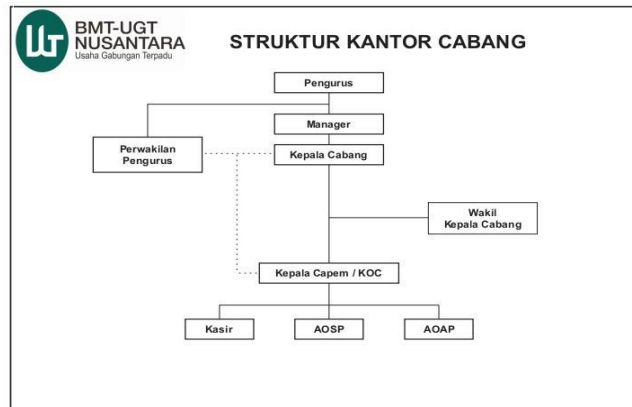 BMT-UGT
NUSANTARA
Usaha Gabungan Terpadu
STRUKTUR KANTOR CABANG
Pengurus
Manager
Perwakilan
Pengurus
Kepala Cabang
Wakil
Kepala Cabang
Kepala Capem / KOC
Kasir
AOSP
AOAP